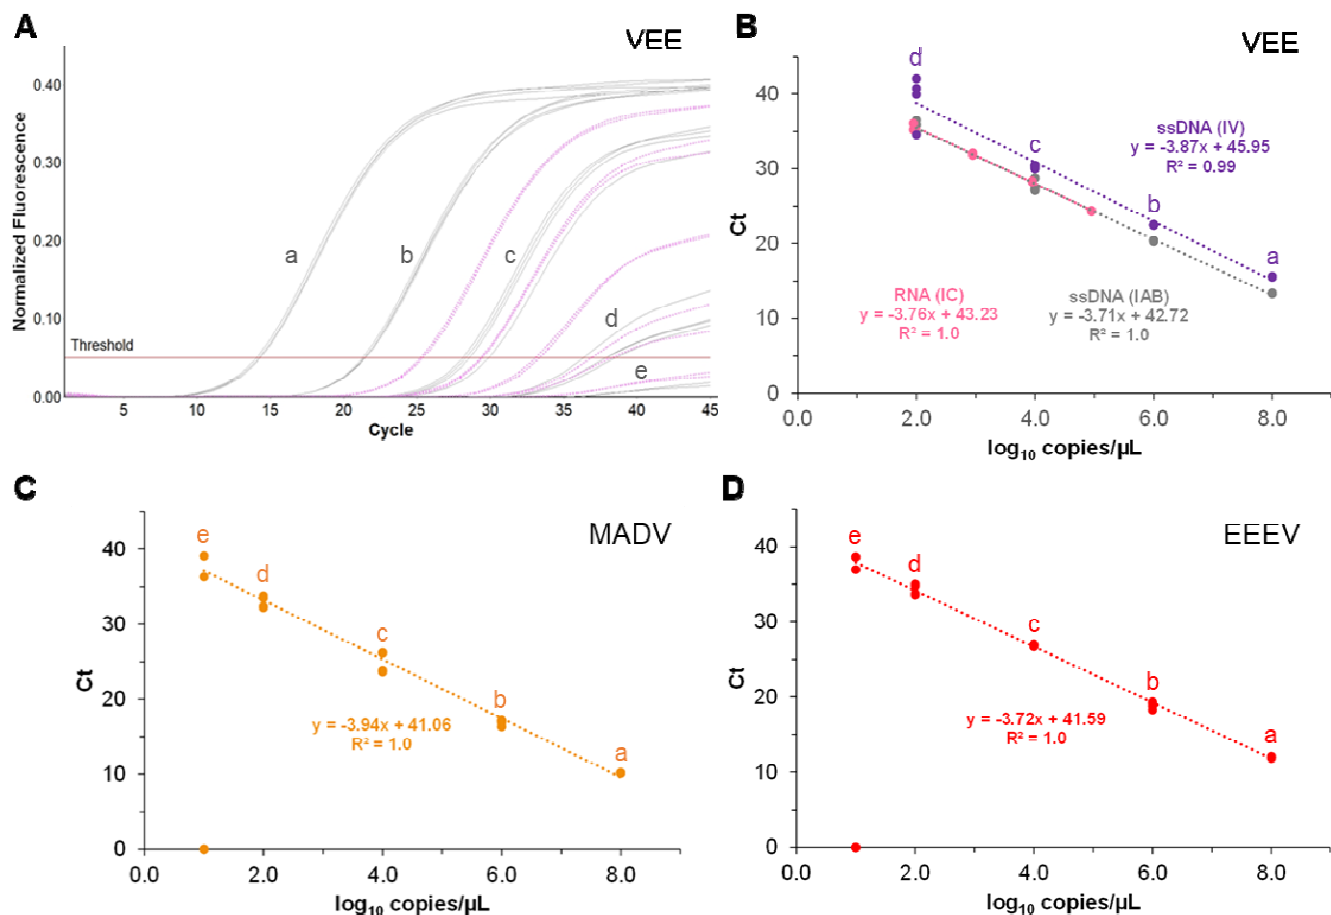 A
VEE
Normalized Fluorescence
0.40
0.30
0.20
0.10
0.00
a
b
c
d
e
Threshold
5
10
15
20
25
30
35
40
45
Cycle
B
VEE
Ct
40
30
20
10
0
d
c
b
a
ssDNA (IV)
y = -3.87x + 45.95
R² = 0.99
RNA (IC)
y = -3.76x + 43.23
R² = 1.0
ssDNA (IAB)
y = -3.71x + 42.72
R² = 1.0
0.0
2.0
4.0
6.0
8.0
log₁₀ copies/µL
C
MADV
Ct
40
30
20
10
0
e
d
c
b
a
y = -3.94x + 41.06
R² = 1.0
0.0
2.0
4.0
6.0
8.0
log₁₀ copies/µL
D
EEEV
Ct
40
30
20
10
0
e
d
c
b
a
y = -3.72x + 41.59
R² = 1.0
0.0
2.0
4.0
6.0
8.0
log₁₀ copies/µL